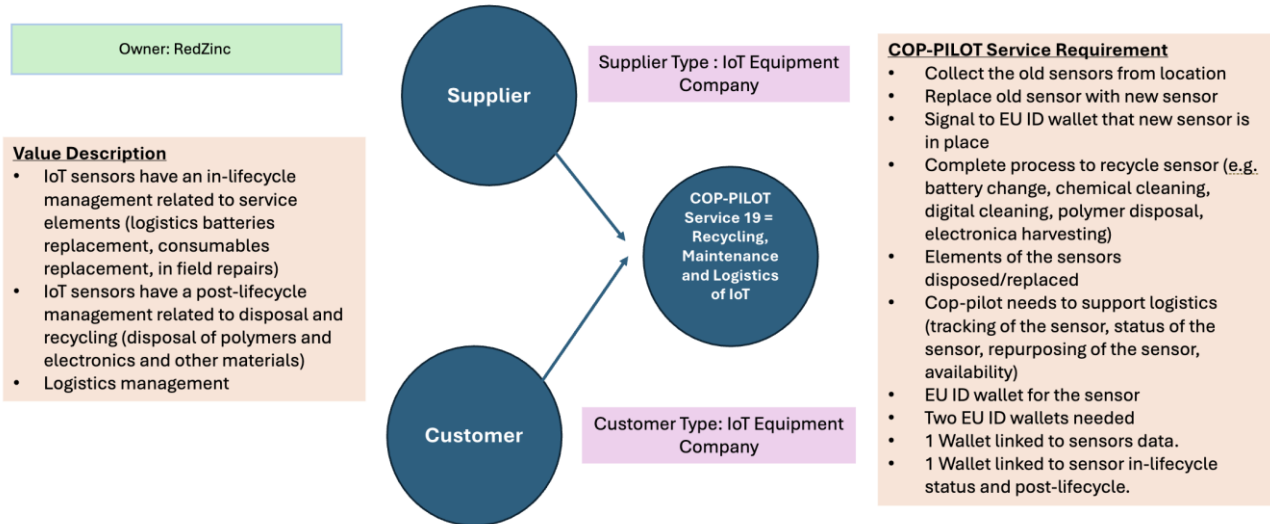 Owner: RedZinc
Value Description
• IoT sensors have an in-lifecycle
management related to service
elements (logistics batteries
replacement, consumables
replacement, in field repairs)
• IoT sensors have a post-lifecycle
management related to disposal and
recycling (disposal of polymers and
electronics and other materials)
• Logistics management
Supplier
Supplier Type : IoT Equipment
Company
COP-PILOT
Service 19 =
Recycling,
Maintenance
and Logistics
of IoT
Customer
Customer Type: IoT Equipment
Company
COP-PILOT Service Requirement
• Collect the old sensors from location
• Replace old sensor with new sensor
• Signal to EU ID wallet that new sensor is
in place
• Complete process to recycle sensor (e.g.
battery change, chemical cleaning,
digital cleaning, polymer disposal,
electronica harvesting)
• Elements of the sensors
disposed/replaced
• Cop-pilot needs to support logistics
(tracking of the sensor, status of the
sensor, repurposing of the sensor,
availability)
• EU ID wallet for the sensor
• Two EU ID wallets needed
• 1 Wallet linked to sensors data.
• 1 Wallet linked to sensor in-lifecycle
status and post-lifecycle.